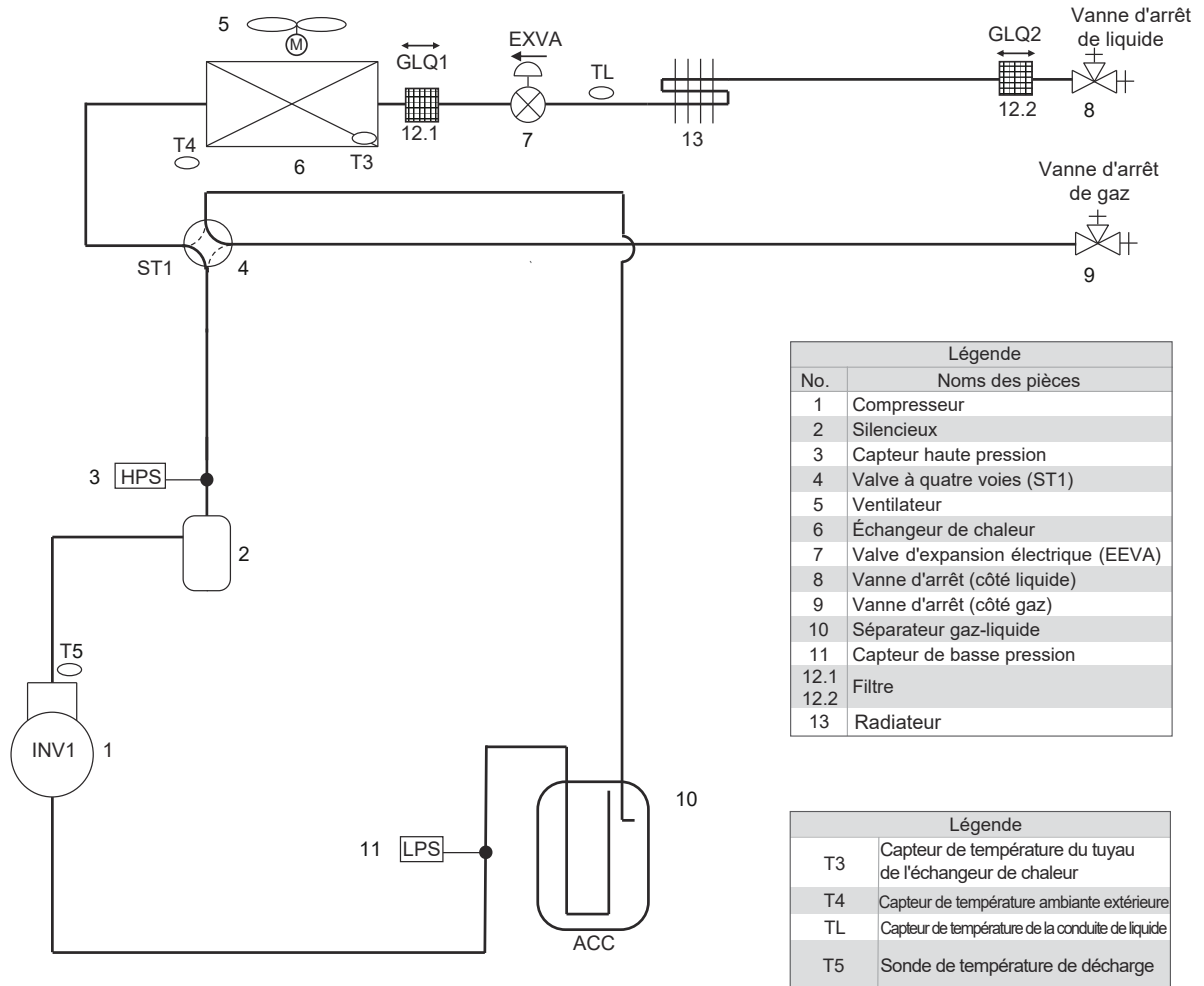 5
M
GLQ1
12.1
EXVA
7
TL
13
GLQ2
12.2
Vanne d'arrêt
de liquide
8
T4
6
T3
Vanne d'arrêt
de gaz
9
ST1
4
3 HPS
2
T5
INV1 1
11 LPS
10
ACC
Légende
No. Noms des pièces
1 Compresseur
2 Silencieux
3 Capteur haute pression
4 Valve à quatre voies (ST1)
5 Ventilateur
6 Échangeur de chaleur
7 Valve d'expansion électrique (EEVA)
8 Vanne d'arrêt (côté liquide)
9 Vanne d'arrêt (côté gaz)
10 Séparateur gaz-liquide
11 Capteur de basse pression
12.1
12.2 Filtre
13 Radiateur
Légende
T3 Capteur de température du tuyau
de l'échangeur de chaleur
T4 Capteur de température ambiante extérieure
TL Capteur de température de la conduite de liquide
T5 Sonde de température de décharge